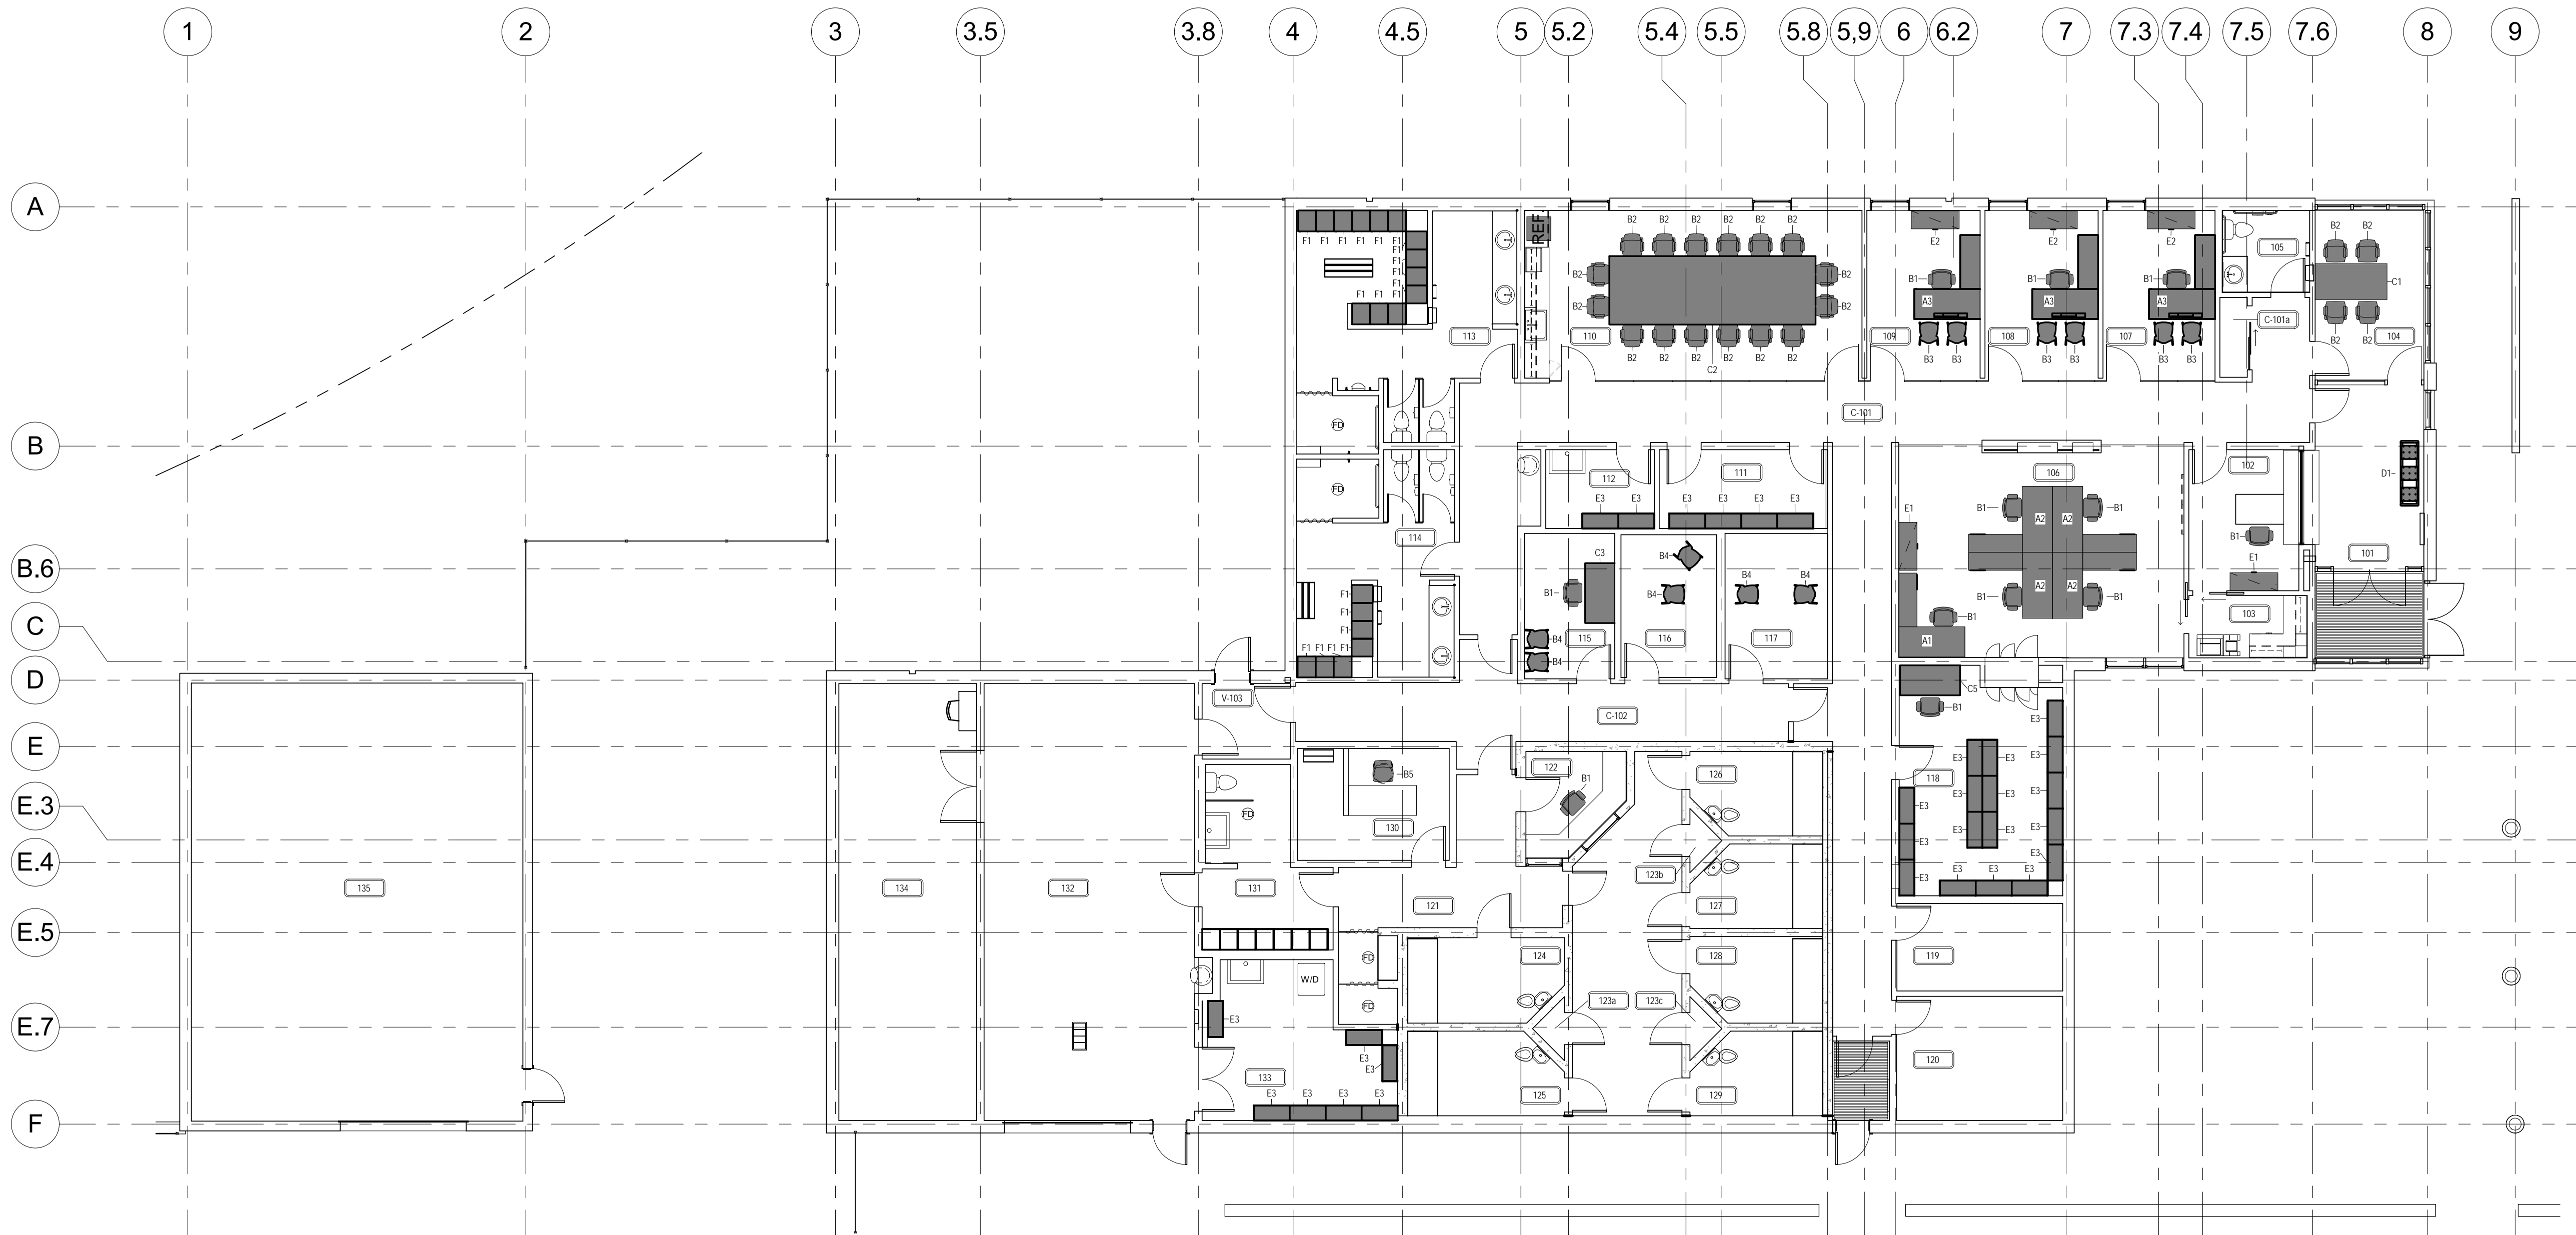 1 2 3 3.5 3.8 4 4.5 5 5.2 5.4 5.5 5.8 5,9 6 6.2 7 7.3 7.4 7.5 7.6 8 9
A
B2 B2 B2 B2 B2 B2
B2 B2
F1 F1 F1 F1 F1 F1
REF
E2 E2 E2
105
F1
F1
F1
F1 F1 F1
B2 B2
B1 B1 B1
C1
B2 B2
A3 A3 A3
C-101a
113 110 109 108 107 104
B2 B2
B2 B2 B2 B2 B2 B2
B3 B3 B3 B3 B3 B3
C2
C-101
FD
B
112 111 106 102
D1
FD
E3 E3 E3 E3 E3 E3
E1
B1 B1
A2 A2
114
B1
101
B.6
C3
B4
B4 B4
E1
F1
F1
F1
F1
B4
B1
A2 A2
B1 B1
B1
103
C
115 116 117
B4
B4
A1
F1 F1 F1
D
V-103
C5
B1
C-102
E3
E
122 126
B5
B1
E3 E3
E3
118
E.3
FD
E3 E3
E3
E3
130
E3 E3
E3
E3
E3
E.4
123b
135 134 132 131
E3
E3 E3 E3
121 127
E.5
FD
124 128 119
W/D
FD
123a 123c
E.7
E3
E3
E3
133
120
125 129
E3 E3 E3 E3
F